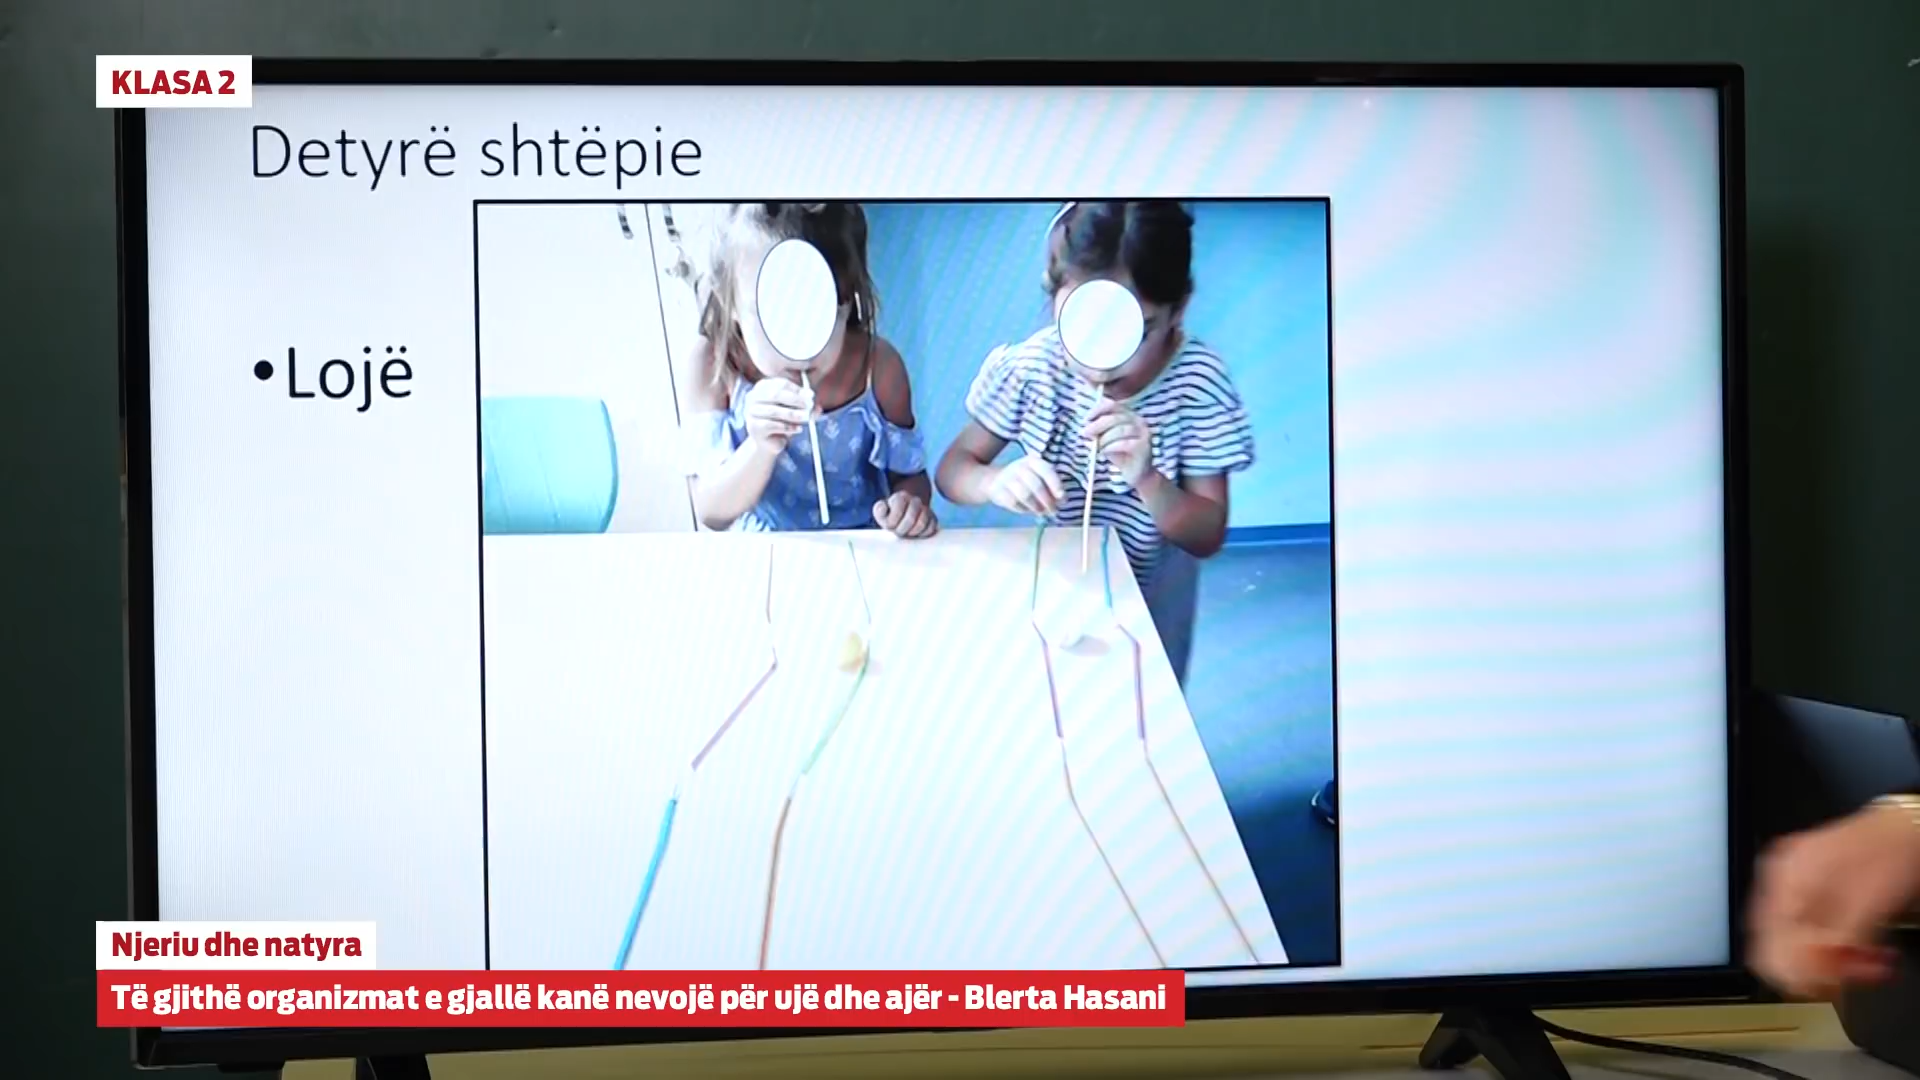 KLASA 2
Detyrë shtëpie
• Lojë
Njeriu dhe natyra
Të gjithë organizmat e gjallë kanë nevojë për ujë dhe ajër - Blerta Hasani